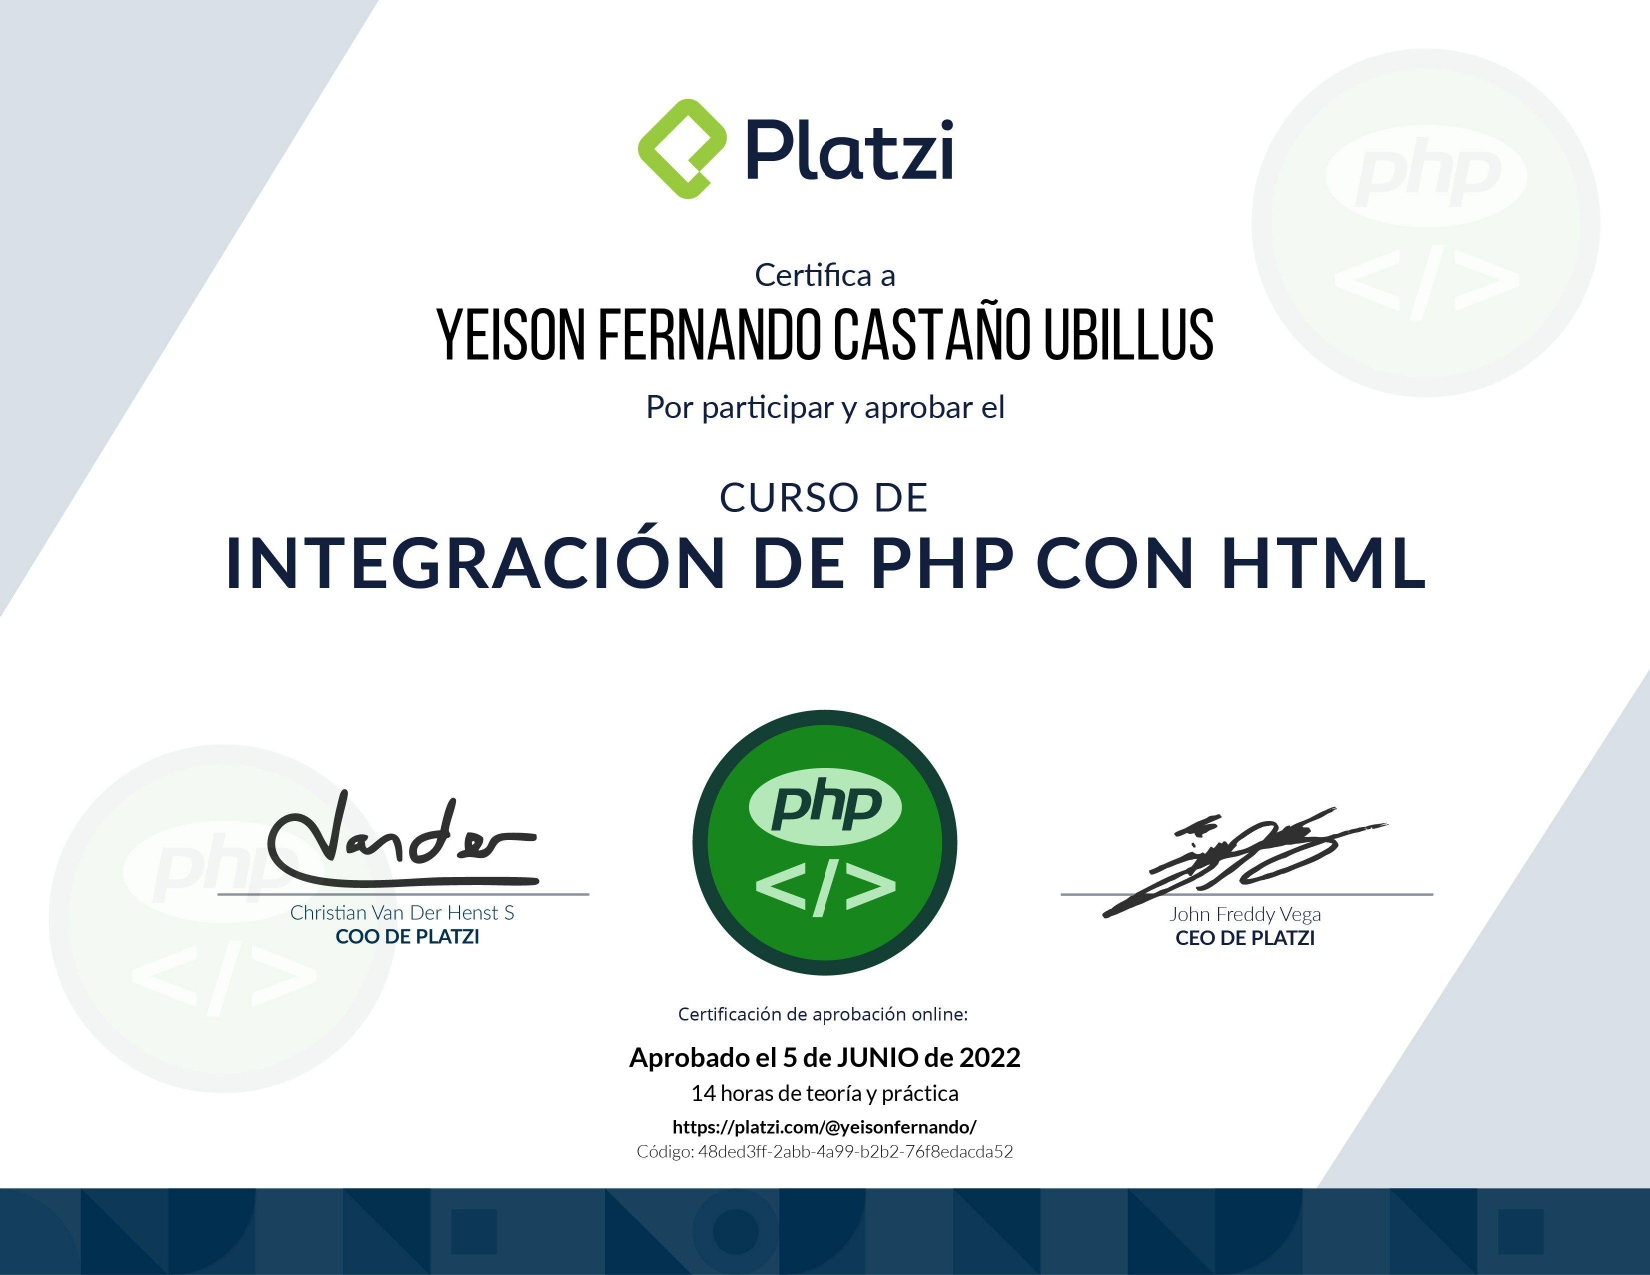 Platzi
php
</>
Certifica a
YEISON FERNANDO CASTAÑO UBILLUS
Por participar y aprobar el
CURSO DE
INTEGRACIÓN DE PHP CON HTML
php
</>
php
</>
Vander
Christian Van Der Henst S
COO DE PLATZI
John Freddy Vega
CEO DE PLATZI
Certificación de aprobación online:
Aprobado el 5 de JUNIO de 2022
14 horas de teoría y práctica
https://platzi.com/@yeisonfernando/
Código: 48ded3ff-2abb-4a99-b2b2-76f8edacda52